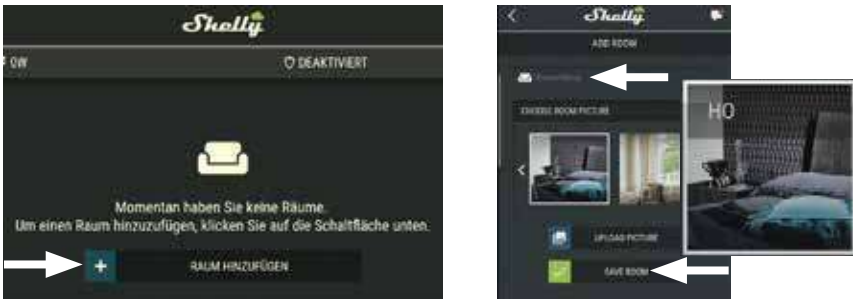 Shelly
0W
DEAKTIVIERT
Momentan haben Sie keine Räume.
Um einen Raum hinzuzufügen, klicken Sie auf die Schaltfläche unten.
+ RAUM HINZUFÜGEN
Shelly
ADD ROOM
CHOOSE ROOM PICTURE
HO
UPLOAD PICTURE
SAVE ROOM